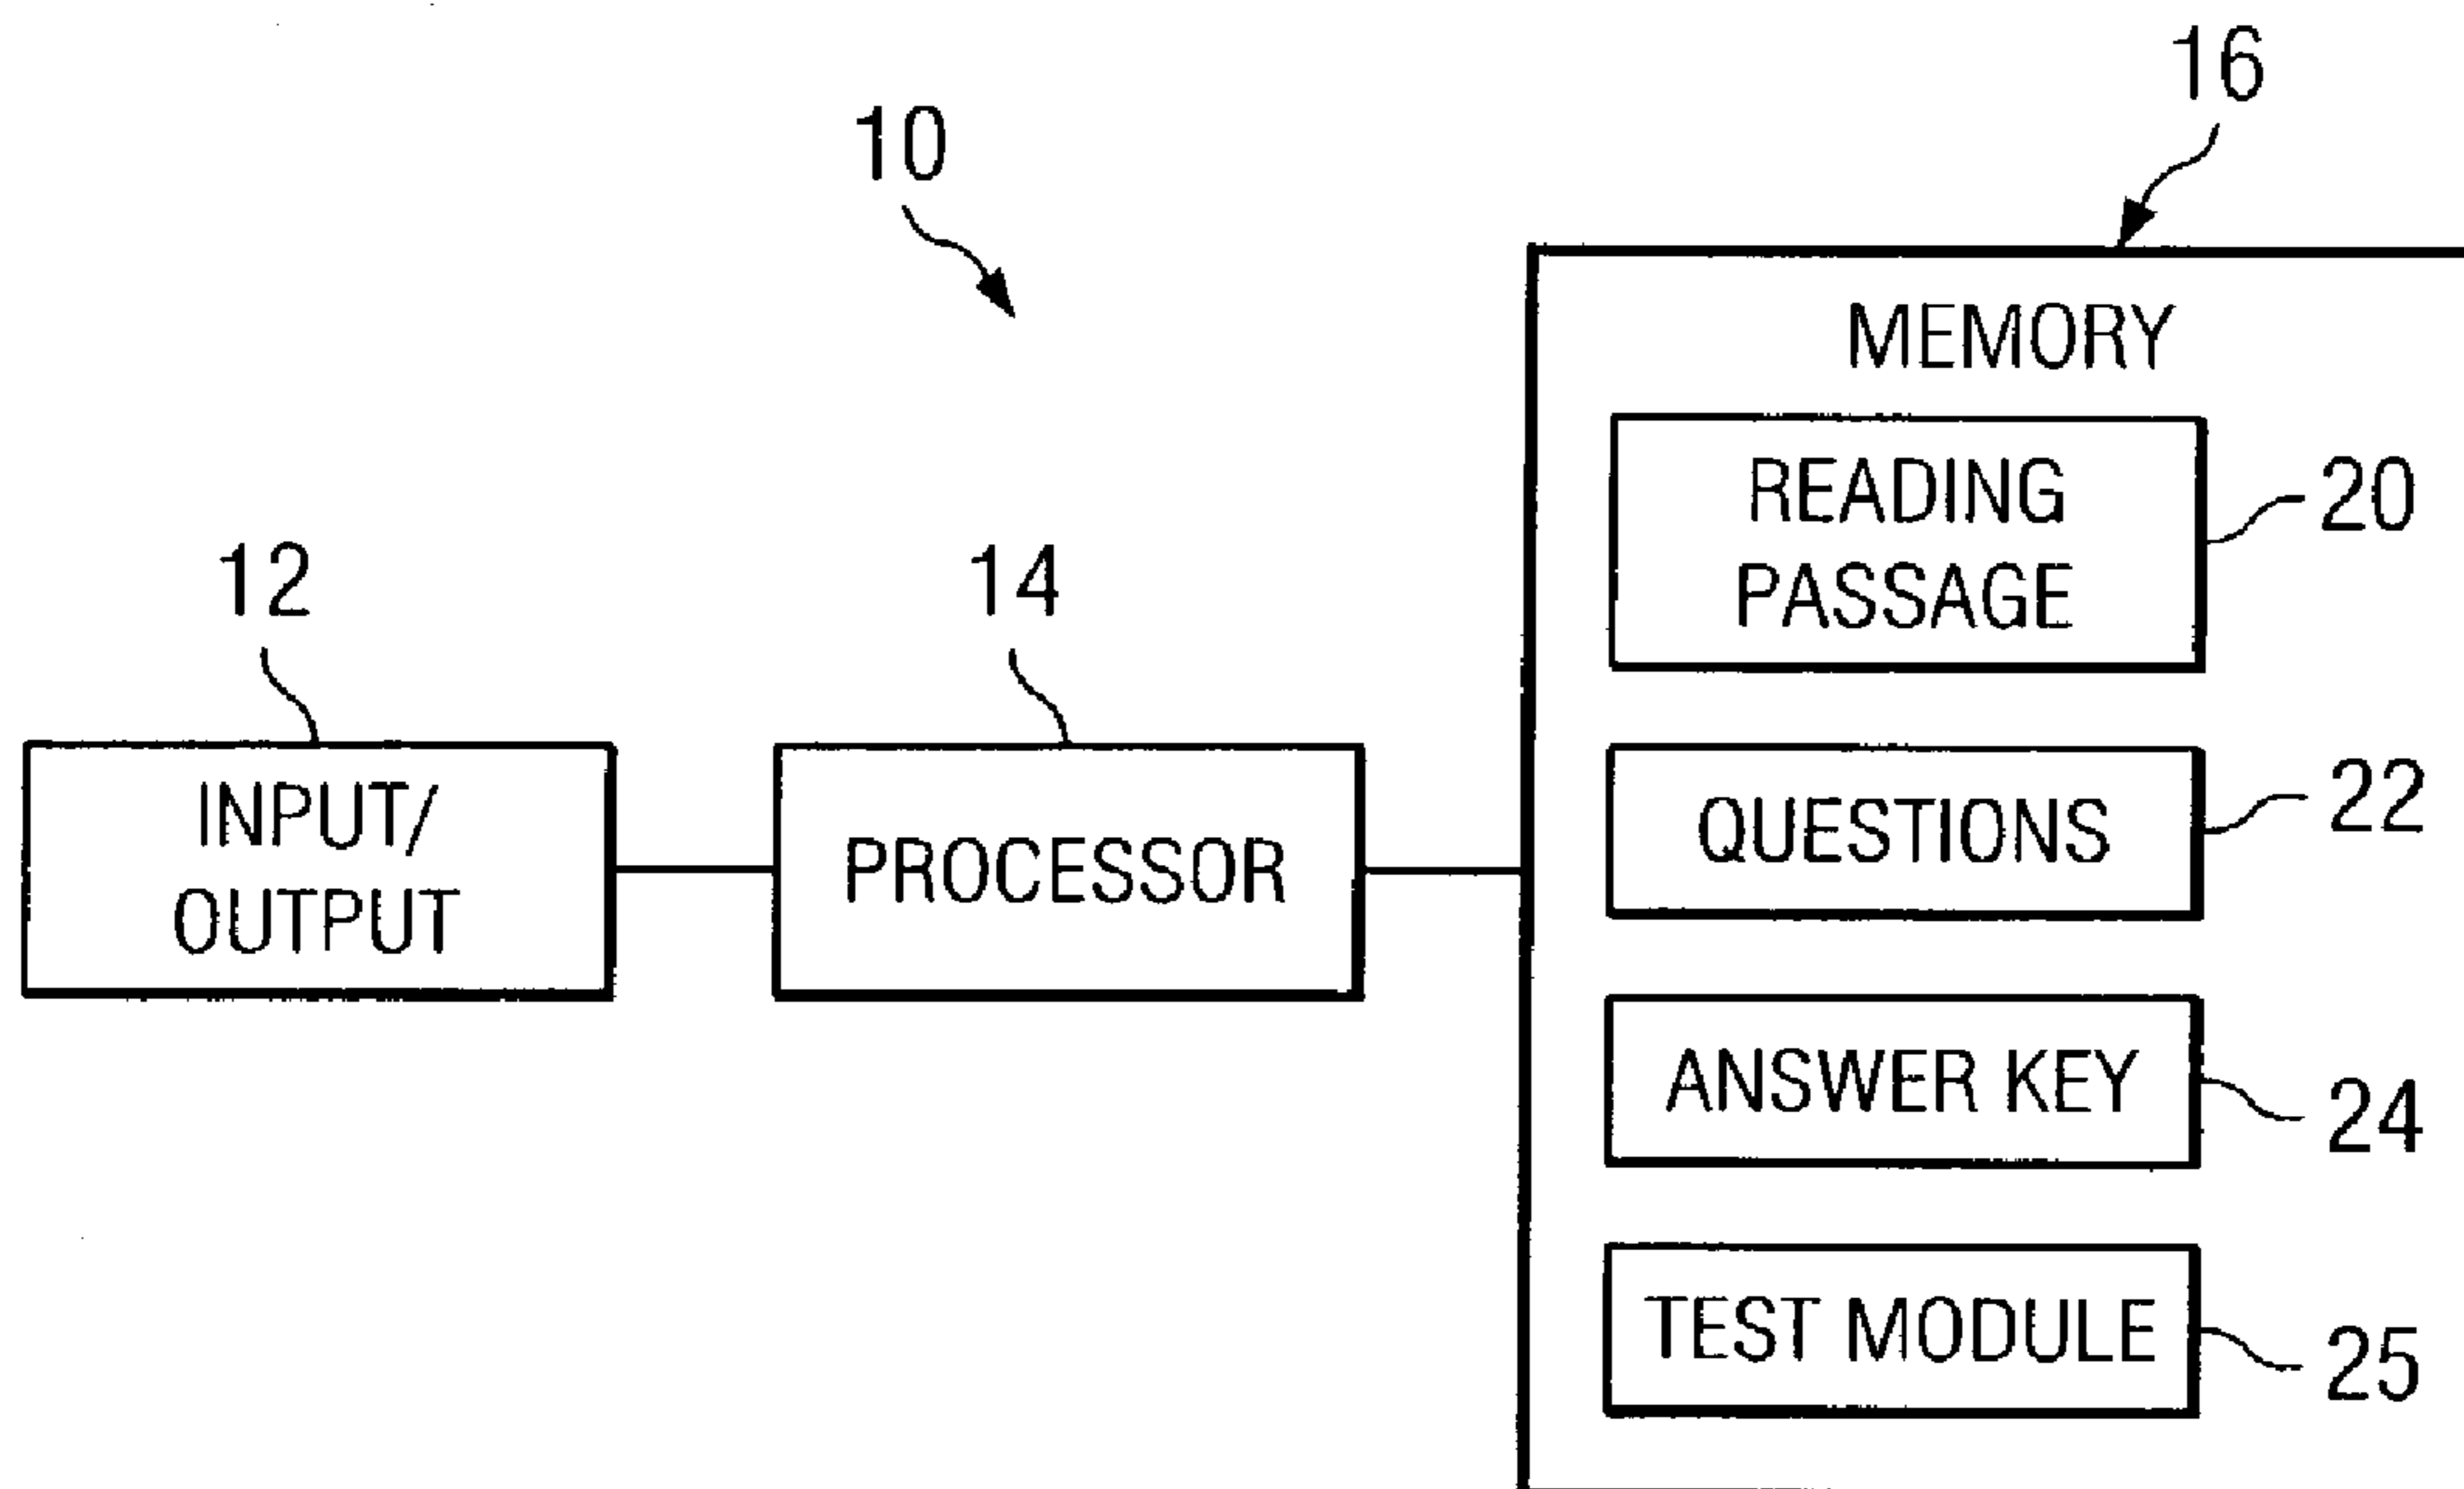 16
10
MEMORY
READING
PASSAGE
20
12
14
INPUT/
OUTPUT
PROCESSOR
QUESTIONS
22
ANSWER KEY
24
TEST MODULE
25